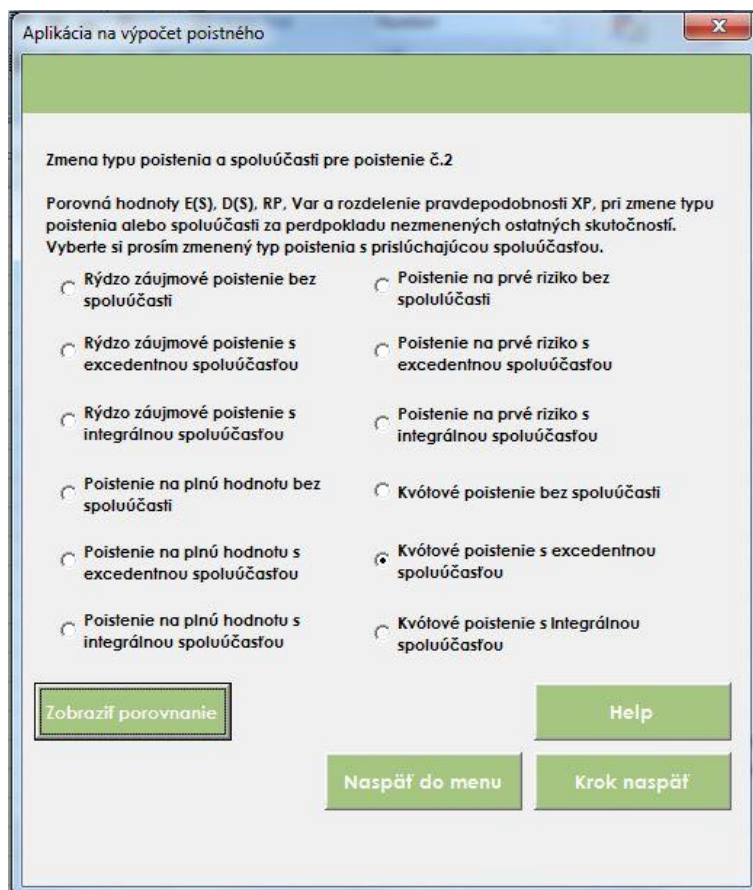 Aplikácia na výpočet poistného
Zmena typu poistenia a spoluúčasti pre poistenie č.2
Porovná hodnoty E(S), D(S), RP, Var a rozdelenie pravdepodobnosti XP, pri zmene typu
poistenia alebo spoluúčasti za perdpokladu nezmenených ostatných skutočností.
Vyberte si prosím zmenený typ poistenia s prislúchajúcou spoluúčasťou.
Rýdzo záujmové poistenie bez
spoluúčasti
Rýdzo záujmové poistenie s
excedentnou spoluúčasťou
Rýdzo záujmové poistenie s
integrálnou spoluúčasťou
Poistenie na plnú hodnotu bez
spoluúčasti
Poistenie na plnú hodnotu s
excedentnou spoluúčasťou
Poistenie na plnú hodnotu s
integrálnou spoluúčasťou
Poistenie na prvé riziko bez
spolulúčasti
Poistenie na prvé riziko s
excedentnou spoluúčasťou
Poistenie na prvé riziko s
integrálnou spoluúčasťou
Kvótové poistenie bez spoluúčasti
Kvótové poistenie s excedentnou
spoluúčasťou
Kvótové poistenie s Integrálnou
spoluúčasťou
Zobraziť porovnanie
Help
Naspäť do menu
Krok naspäť